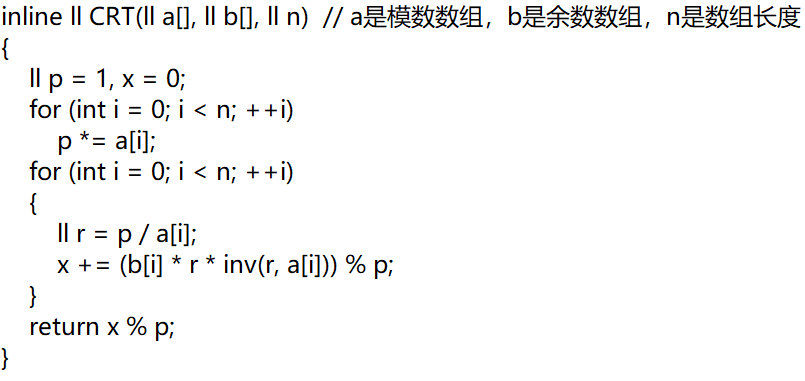 inline ll CRT(ll a[], ll b[], ll n)  // a是模数数组，b是余数数组，n是数组长度
{
    ll p = 1, x = 0;
    for (int i = 0; i < n; ++i)
        p *= a[i];
    for (int i = 0; i < n; ++i)
    {
        ll r = p / a[i];
        x += (b[i] * r * inv(r, a[i])) % p;
    }
    return x % p;
}